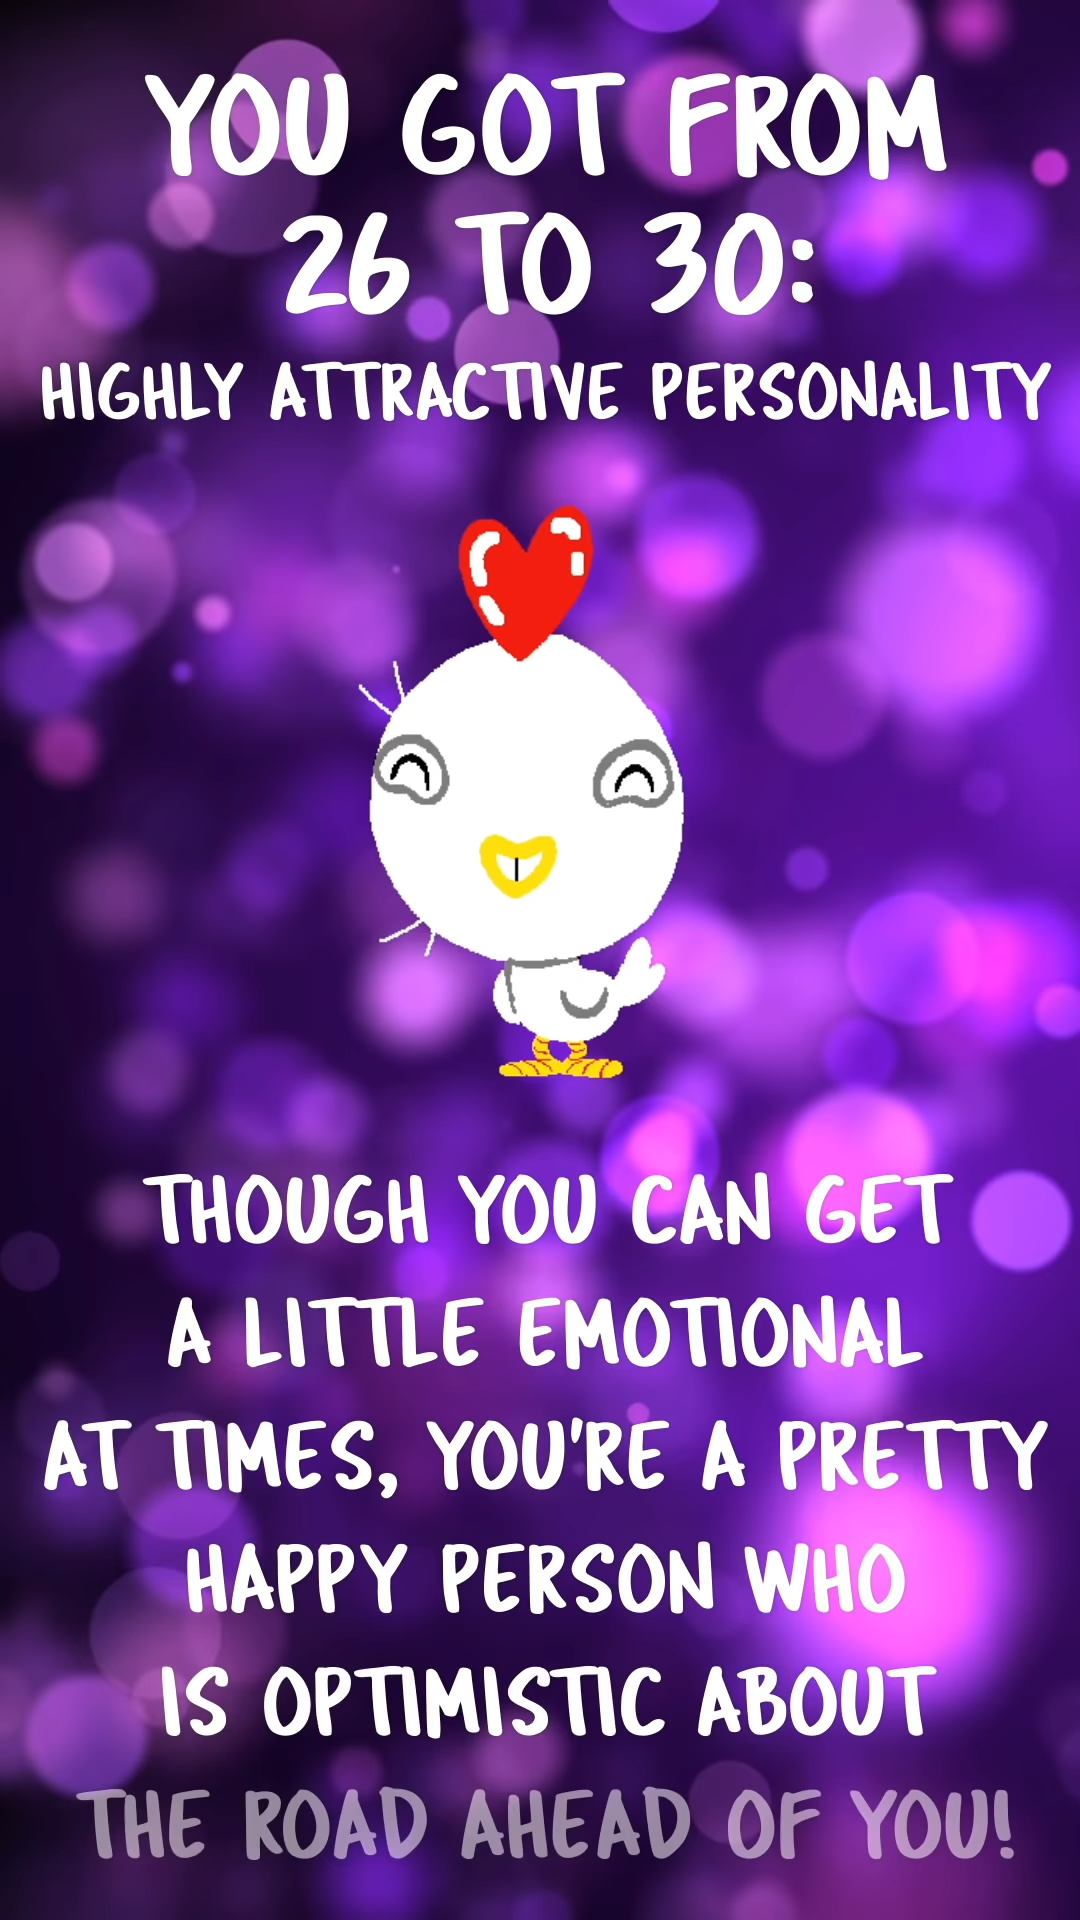 YOU GOT FROM
26 TO 30:
HIGHLY ATTRACTIVE PERSONALITY
THOUGH YOU CAN GET
A LITTLE EMOTIONAL
AT TIMES, YOU'RE A PRETTY
HAPPY PERSON WHO
IS OPTIMISTIC ABOUT
THE ROAD AHEAD OF YOU!